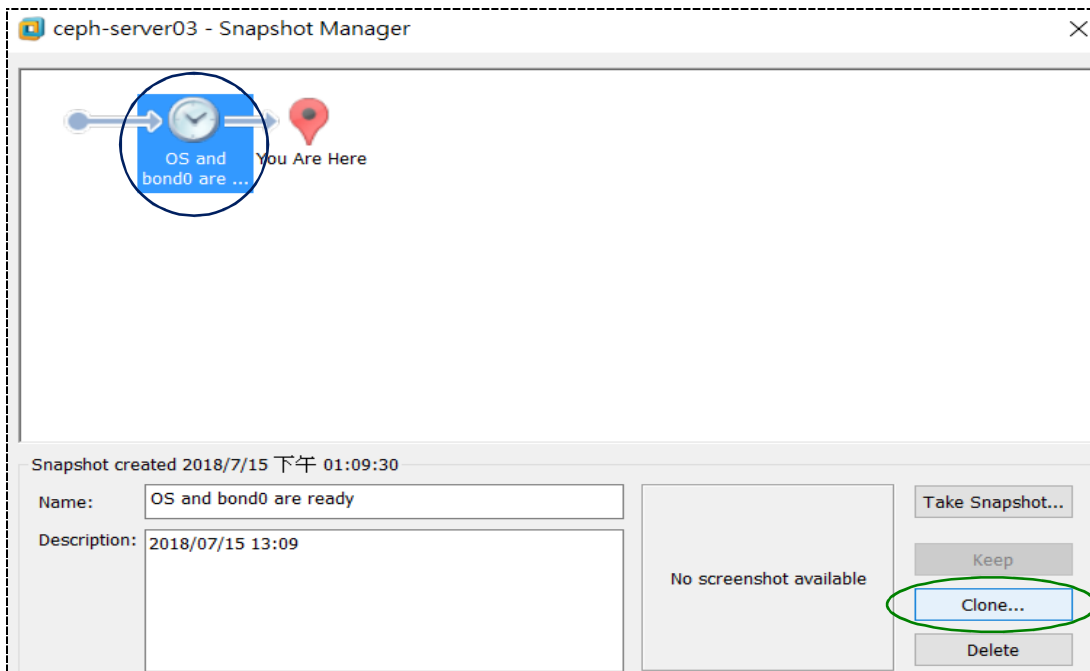 ceph-server03 - Snapshot Manager
OS and
bond0 are ...
You Are Here
Snapshot created 2018/7/15 下午 01:09:30
Name:
OS and bond0 are ready
Description:
2018/07/15 13:09
No screenshot available
Take Snapshot...
Keep
Clone...
Delete